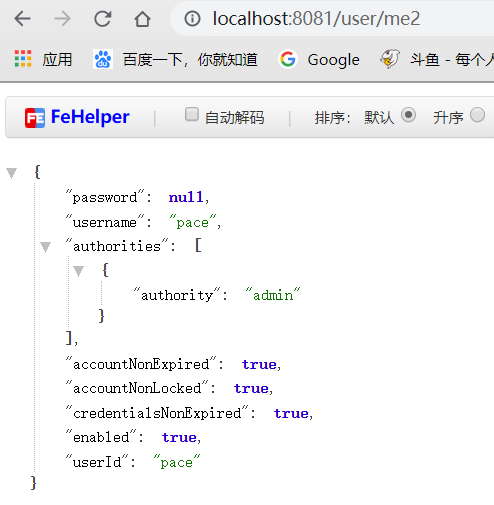 localhost:8081/user/me2
应用 百度一下，你就知道 Google 斗鱼 - 每个人
FE FeHelper | 自动解码 | 排序： 默认 升序
{
"password": null,
"username": "pace",
"authorities": [
{
"authority": "admin"
}
],
"accountNonExpired": true,
"accountNonLocked": true,
"credentialsNonExpired": true,
"enabled": true,
"userId": "pace"
}